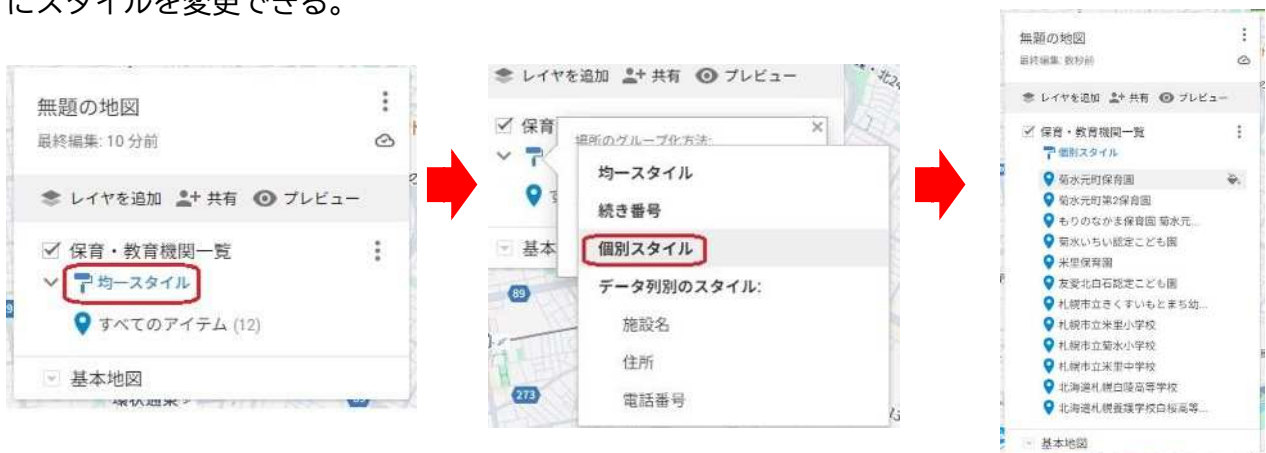 にスタイルを変更できる。
無題の地図
最終編集: 10 分前
レイヤを追加 共有 プレビュー
保育・教育機関一覧
均一スタイル
すべてのアイテム (12)
基本地図
環状通東
89
レイヤを追加 共有 プレビュー
・北24
保育
場所のグループ化方法:
均一スタイル
続き番号
個別スタイル
データ列別のスタイル:
施設名
住所
電話番号
す
基本
89
273
無題の地図
最終編集: 数秒前
レイヤを追加 共有 プレビュー
保育・教育機関一覧
個別スタイル
菊水元町保育園
菊水元町第2保育園
もりのなかま保育園 菊水元...
菊水いちい認定こども園
米里保育園
友愛北白石認定こども園
札幌市立きくすいもとまち幼...
札幌市立米里小学校
札幌市立菊水小学校
札幌市立米里中学校
北海道札幌白陵高等学校
北海道札幌養護学校白桜高等...
基本地図